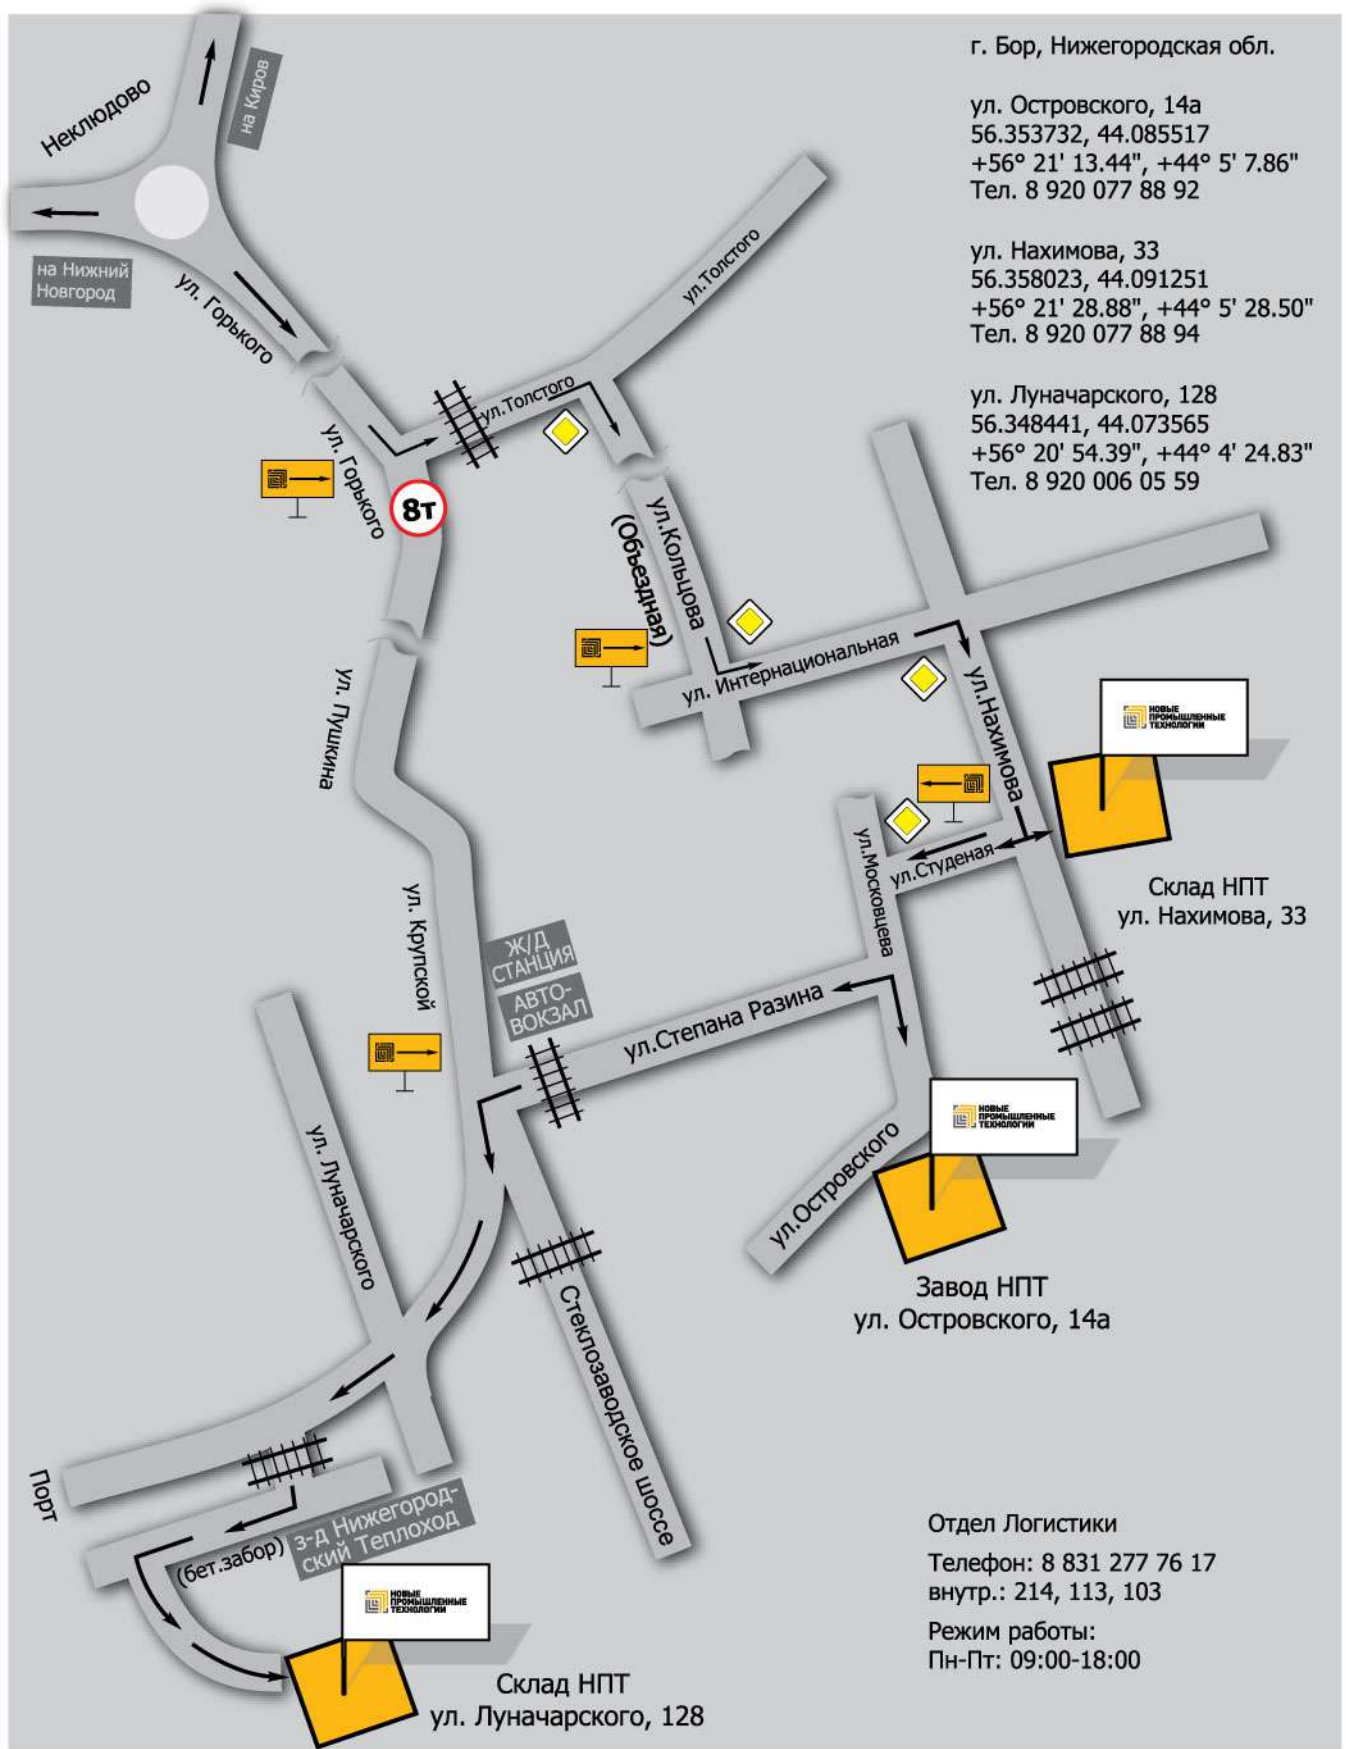 г. Бор, Нижегородская обл.
ул. Островского, 14а
56.353732, 44.085517
+56° 21' 13.44", +44° 5' 7.86"
Тел. 8 920 077 88 92
ул. Нахимова, 33
56.358023, 44.091251
+56° 21' 28.88", +44° 5' 28.50"
Тел. 8 920 077 88 94
ул. Луначарского, 128
56.348441, 44.073565
+56° 20' 54.39", +44° 4' 24.83"
Тел. 8 920 006 05 59
Неклюдово
на Киров
на Нижний
Новгород
ул. Горького
ул.Толстого
ул.Толстого
ул. Горького
8т
ул.Кольцова
(Объездная)
ул. Интернациональная
ул.Нахимова
ул. Пушкина
НОВЫЕ
ПРОМЫШЛЕННЫЕ
ТЕХНОЛОГИИ
ул.Московцева
ул.Студеная
Склад НПТ
ул. Нахимова, 33
ул. Крупской
Ж/Д
СТАНЦИЯ
АВТО-
ВОКЗАЛ
ул.Степана Разина
НОВЫЕ
ПРОМЫШЛЕННЫЕ
ТЕХНОЛОГИИ
ул. Луначарского
ул.Островского
Завод НПТ
ул. Островского, 14а
Стеклозаводское шоссе
Порт
з-д Нижегород-
ский Теплоход
(бет.забор)
НОВЫЕ
ПРОМЫШЛЕННЫЕ
ТЕХНОЛОГИИ
Склад НПТ
ул. Луначарского, 128
Отдел Логистики
Телефон: 8 831 277 76 17
внутр.: 214, 113, 103
Режим работы:
Пн-Пт: 09:00-18:00